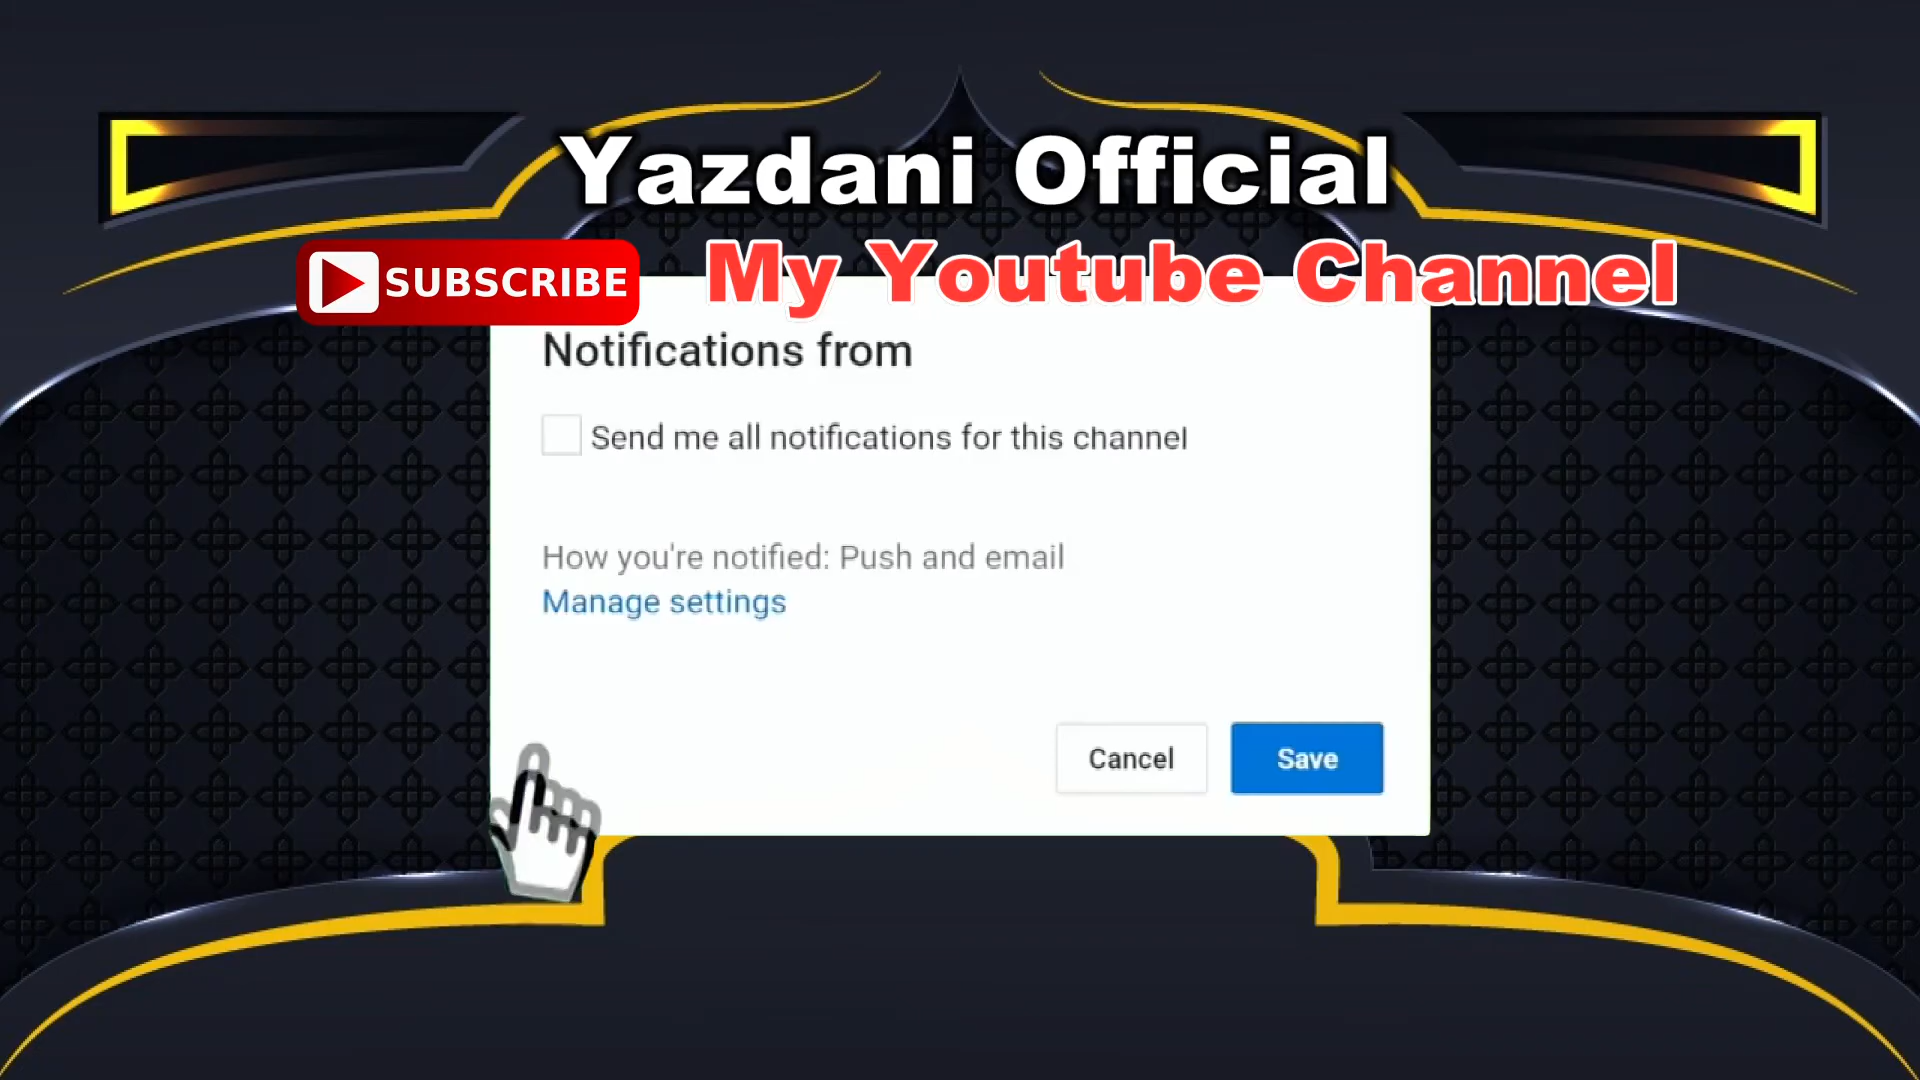 Yazdani Official
SUBSCRIBE My Youtube Channel
Notifications from
Send me all notifications for this channel
How you're notified: Push and email
Manage settings
Cancel Save